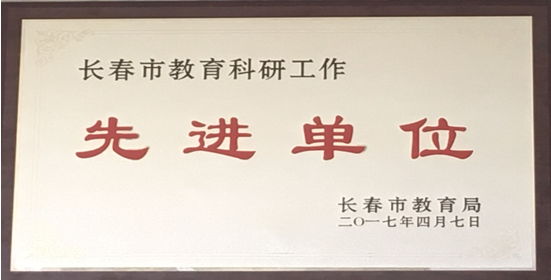 长春市教育科研工作
先进单位
长春市教育局
二〇一七年四月七日